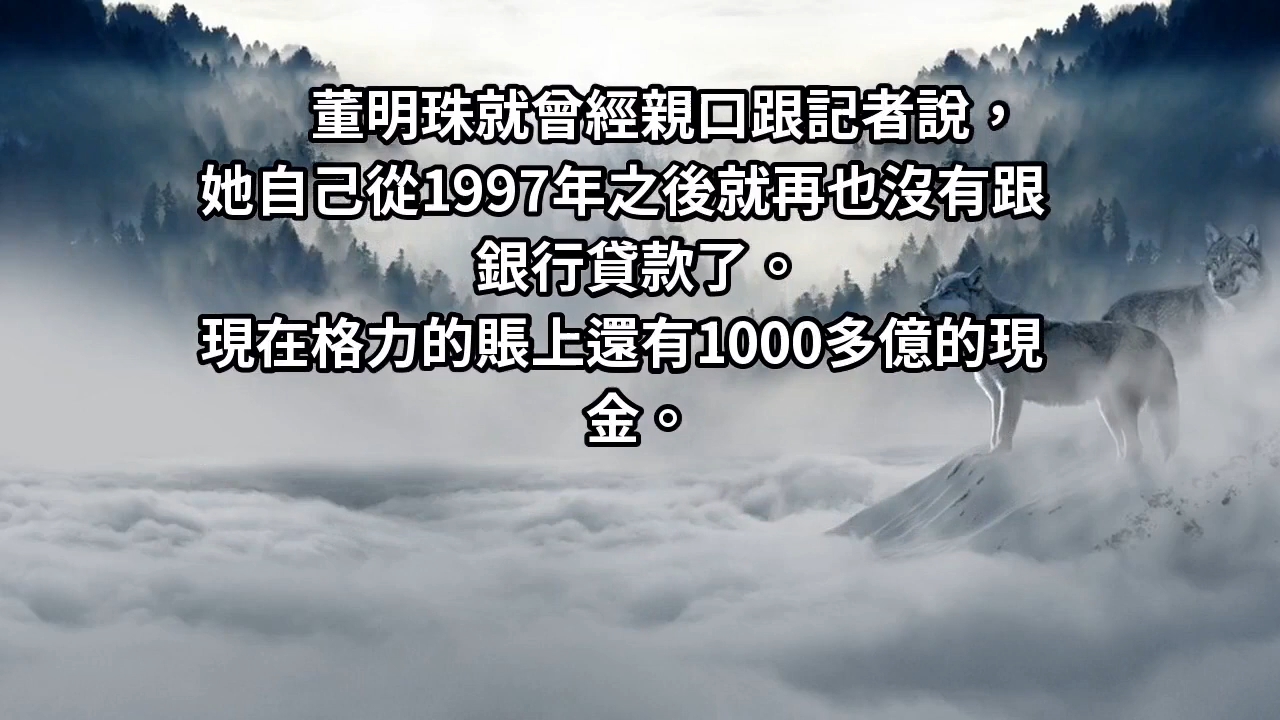 董明珠就曾經親口跟記者說，
她自己從1997年之後就再也沒有跟
銀行貸款了。
現在格力的賬上還有1000多億的現
金。